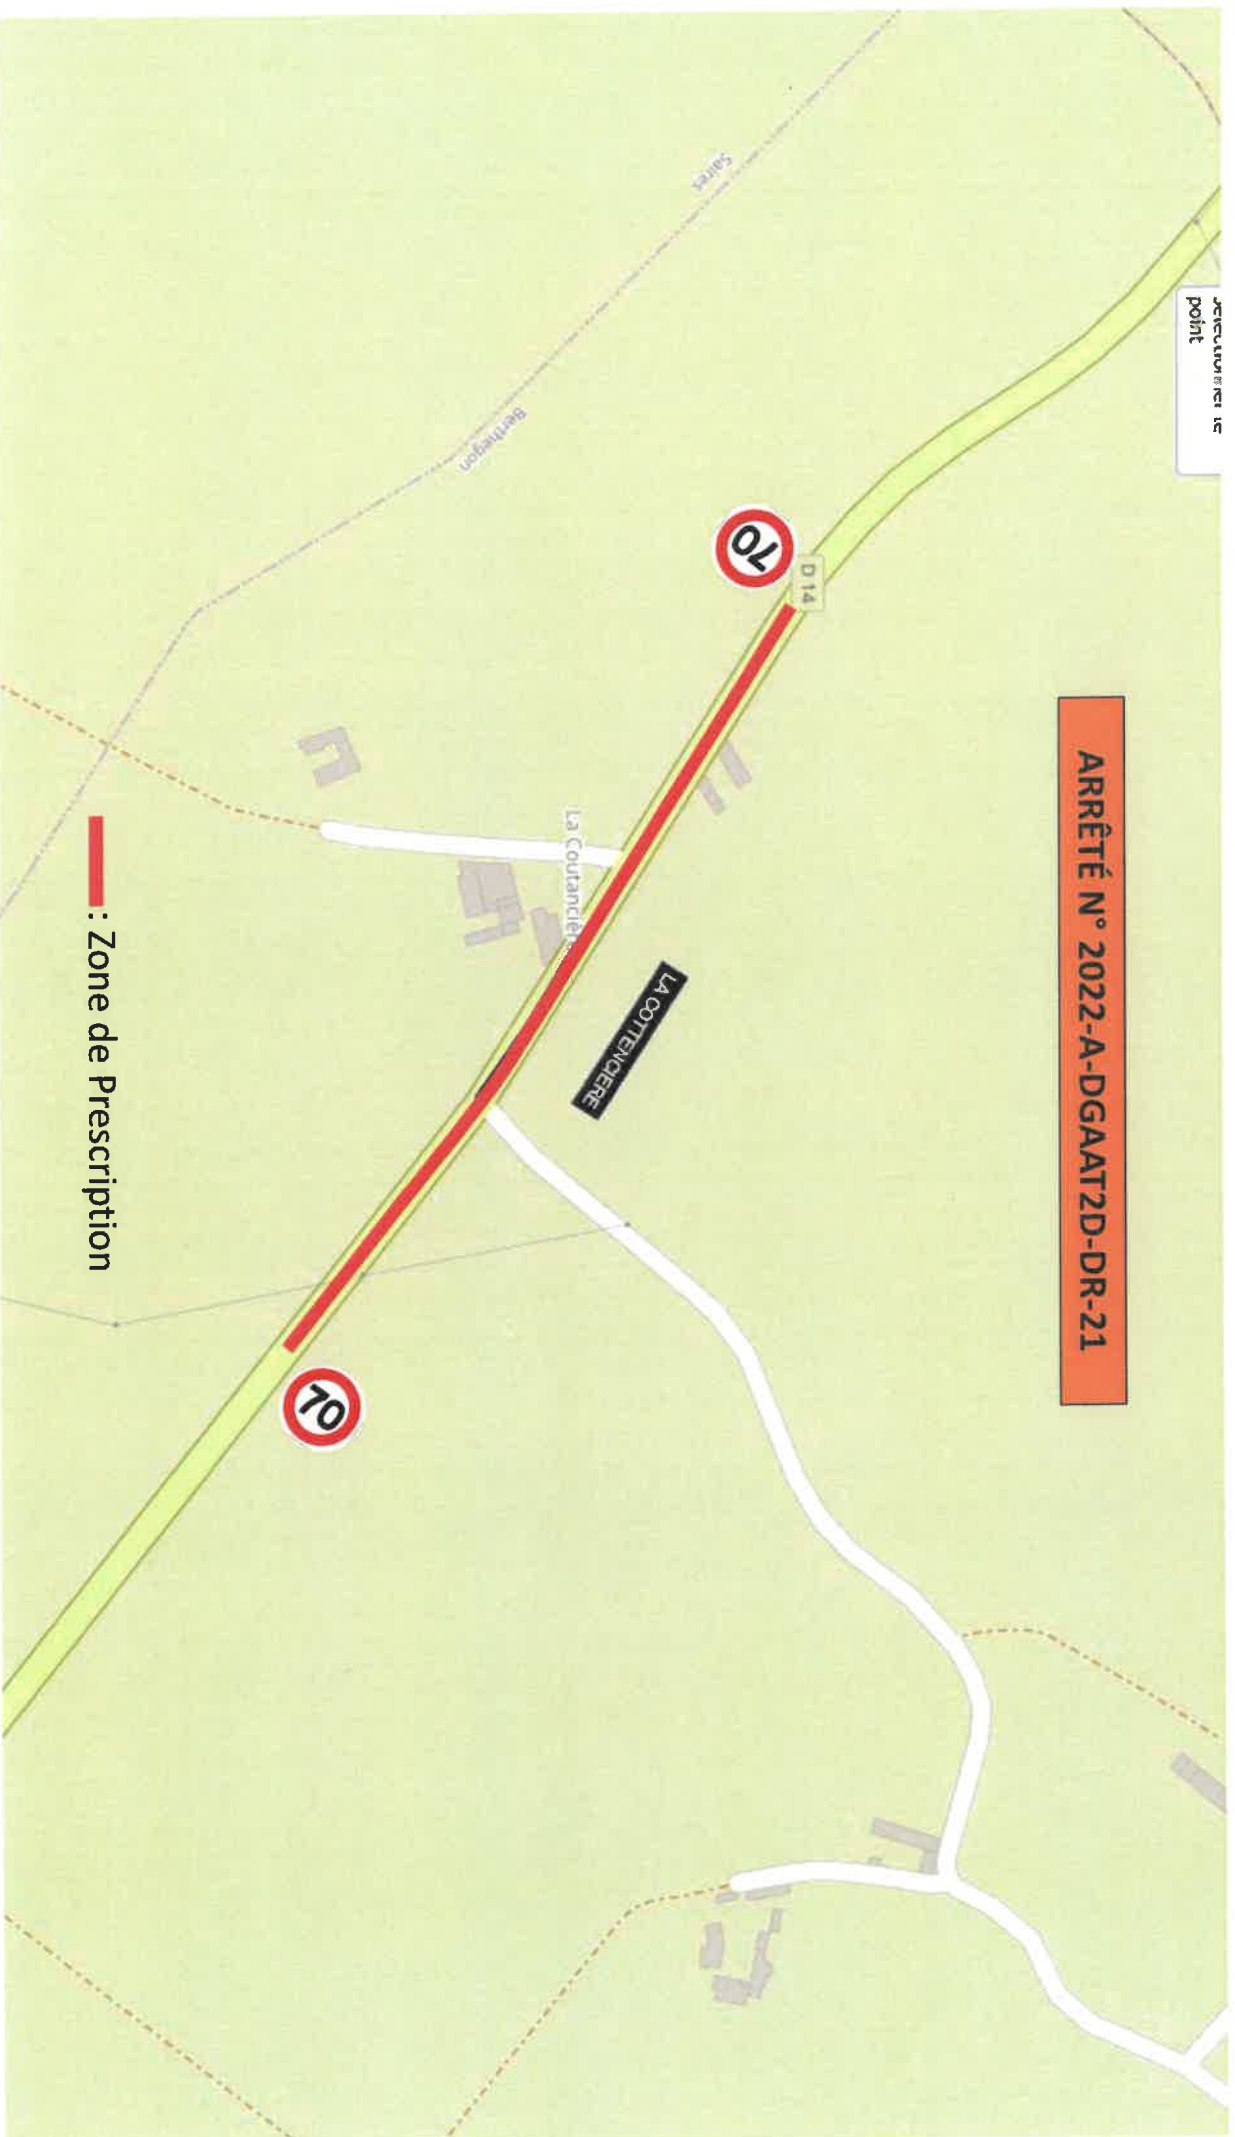 ARRÊTÉ N° 2022-A-DGAAT2D-DR-21
point
D 14
70
LA COTTENCIERE
La Coutancière
Saires
Berthegon
70
: Zone de Prescription